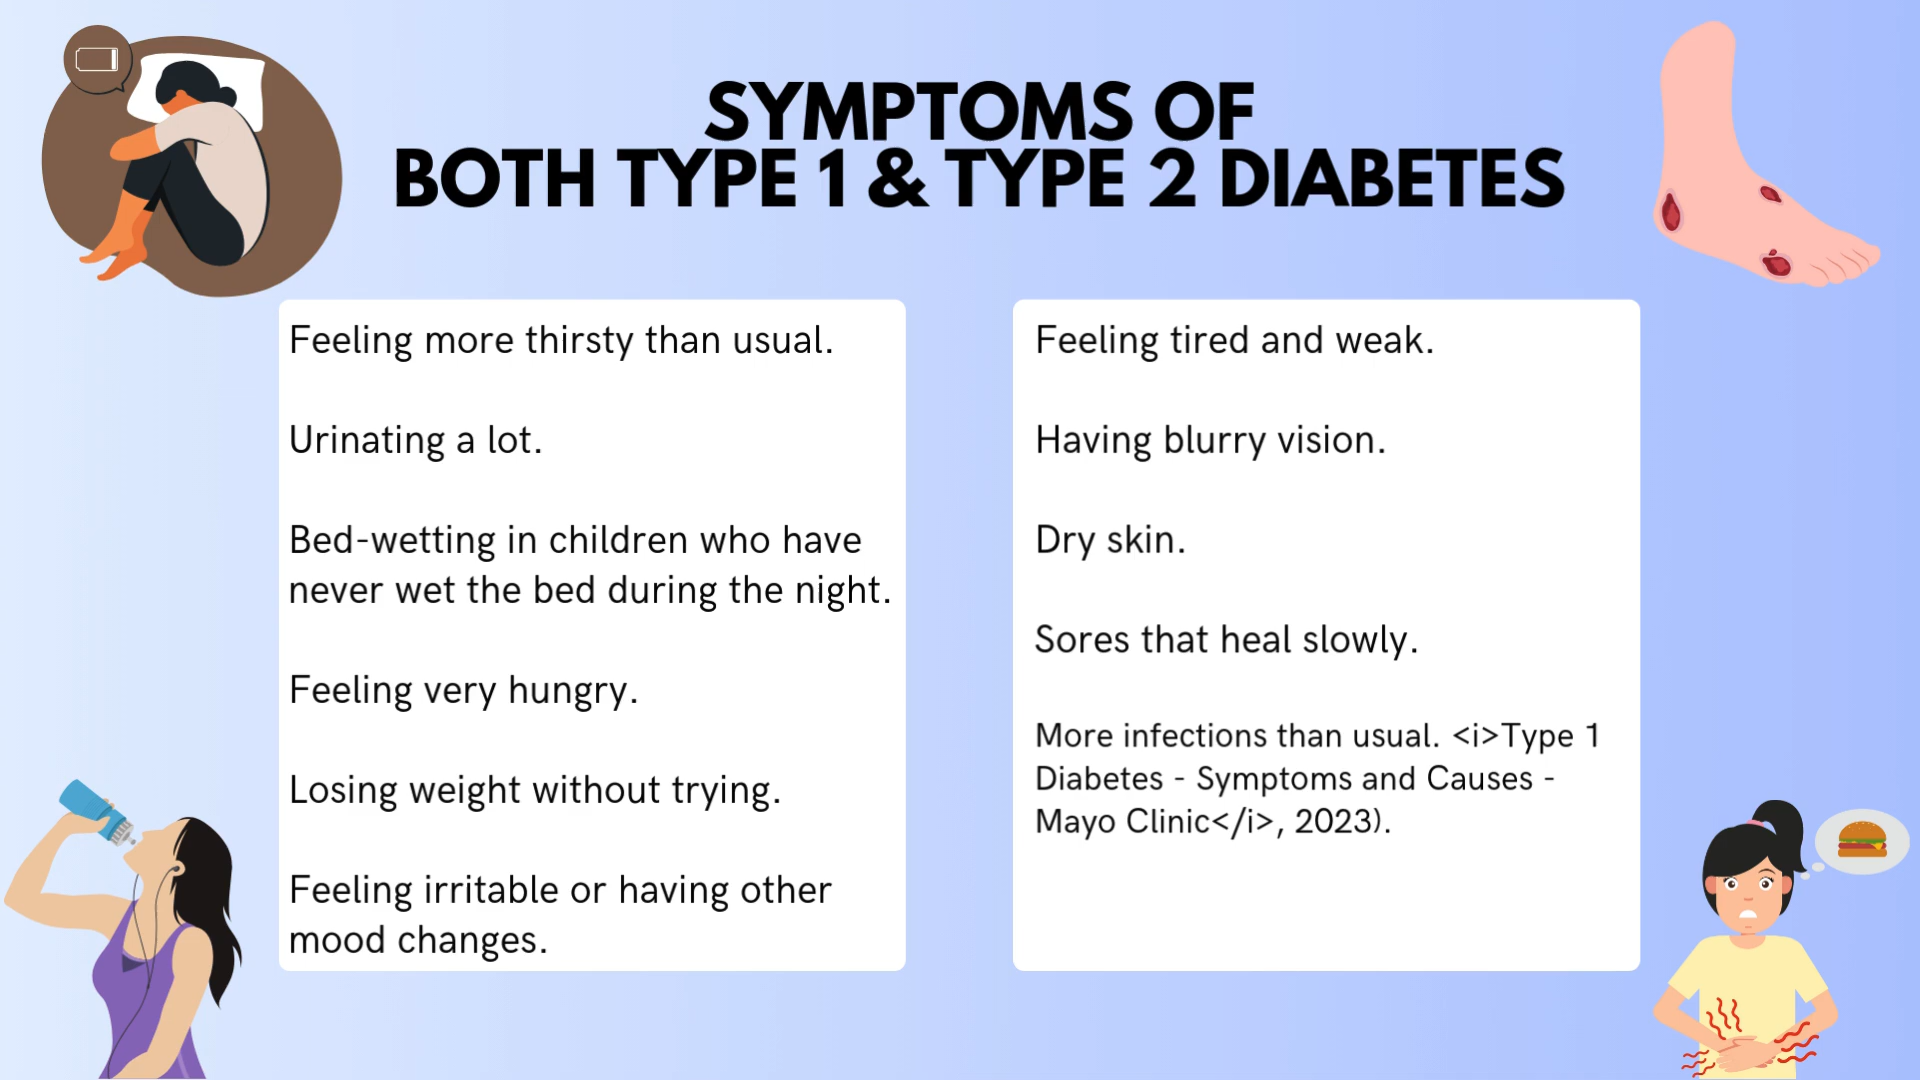 SYMPTOMS OF
BOTH TYPE 1 & TYPE 2 DIABETES
Feeling more thirsty than usual.
Urinating a lot.
Bed-wetting in children who have
never wet the bed during the night.
Feeling very hungry.
Losing weight without trying.
Feeling irritable or having other
mood changes.
Feeling tired and weak.
Having blurry vision.
Dry skin.
Sores that heal slowly.
More infections than usual. <i>Type 1
Diabetes - Symptoms and Causes -
Mayo Clinic</i>, 2023).